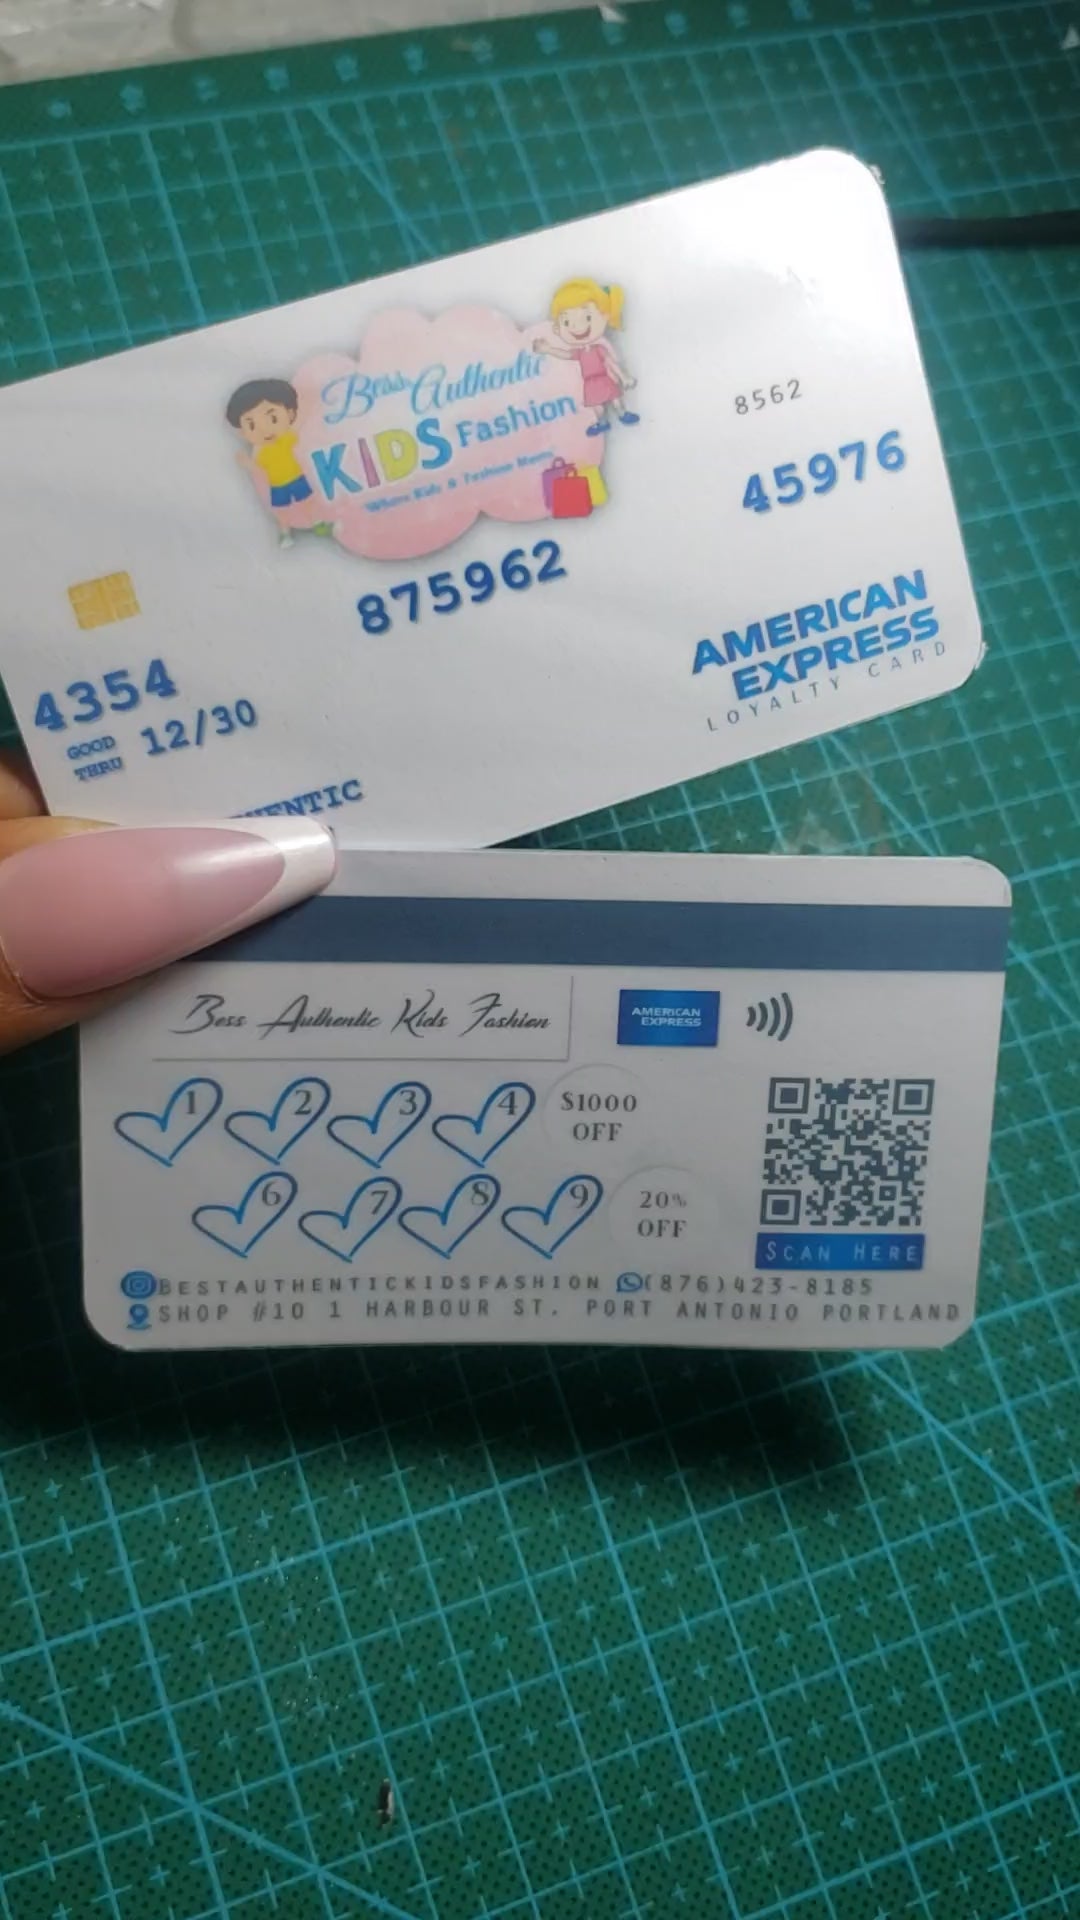 Bess Authentic
KIDS Fashion
Where Kids & Fashion Meets
8562
4354 875962 45976
GOOD THRU 12/30
AMERICAN
EXPRESS
LOYALTY CARD
Bess Authentic Kids Fashion
AMERICAN
EXPRESS
1 2 3 4 $1000 OFF
6 7 8 9 20% OFF
SCAN HERE
BESTAUTHENTICKIDSFASHION (876)423-8185
SHOP #10 1 HARBOUR ST. PORT ANTONIO PORTLAND